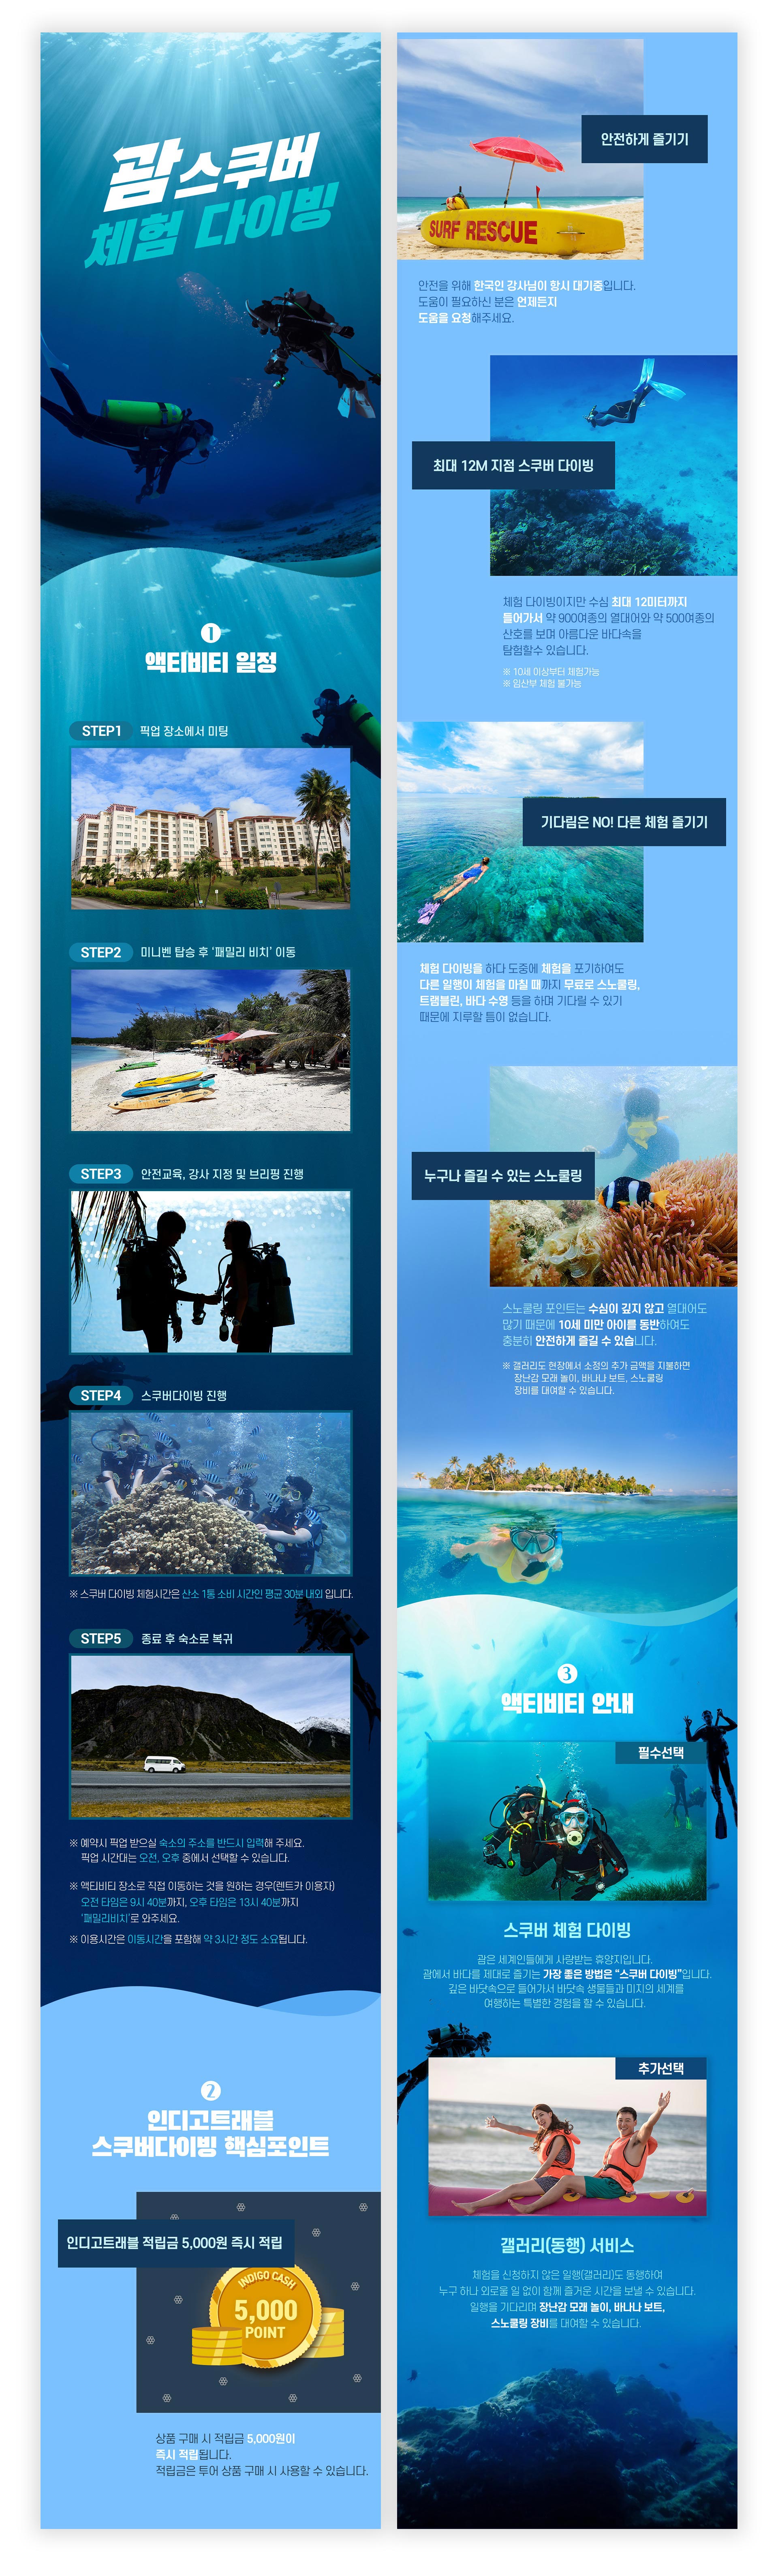 괌스쿠버
체험 다이빙
1
액티비티 일정
STEP1 픽업 장소에서 미팅
STEP2 미니벤 탑승 후 '패밀리 비치' 이동
STEP3 안전교육, 강사 지정 및 브리핑 진행
STEP4 스쿠버다이빙 진행
※ 스쿠버 다이빙 체험시간은 산소 1통 소비 시간인 평균 30분 내외 입니다.
STEP5 종료 후 숙소로 복귀
※ 예약시 픽업 받으실 숙소의 주소를 반드시 입력해 주세요.
픽업 시간대는 오전, 오후 중에서 선택할 수 있습니다.
※ 액티비티 장소로 직접 이동하는 것을 원하는 경우(렌트카 이용자)
오전 타임은 9시 40분까지, 오후 타임은 13시 40분까지
'패밀리비치'로 와주세요.
※ 이용시간은 이동시간을 포함해 약 3시간 정도 소요됩니다.
2
인디고트래블
스쿠버다이빙 핵심포인트
인디고트래블 적립금 5,000원 즉시 적립
INDIGO CASH
5,000
POINT
상품 구매 시 적립금 5,000원이
즉시 적립됩니다.
적립금은 투어 상품 구매 시 사용할 수 있습니다.
안전하게 즐기기
SURF RESCUE
안전을 위해 한국인 강사님이 항시 대기중입니다.
도움이 필요하신 분은 언제든지
도움을 요청해주세요.
최대 12M 지점 스쿠버 다이빙
체험 다이빙이지만 수심 최대 12미터까지
들어가서 약 900여종의 열대어와 약 500여종의
산호를 보며 아름다운 바다속을
탐험할수 있습니다.
※ 10세 이상부터 체험가능
※ 임산부 체험 불가능
기다림은 NO! 다른 체험 즐기기
체험 다이빙을 하다 도중에 체험을 포기하여도
다른 일행이 체험을 마칠 때까지 무료로 스노쿨링,
트램블린, 바다 수영 등을 하며 기다릴 수 있기
때문에 지루할 틈이 없습니다.
누구나 즐길 수 있는 스노쿨링
스노쿨링 포인트는 수심이 깊지 않고 열대어도
많기 때문에 10세 미만 아이를 동반하여도
충분히 안전하게 즐길 수 있습니다.
※ 갤러리도 현장에서 소정의 추가 금액을 지불하면
장난감 모래 놀이, 바나나 보트, 스노쿨링
장비를 대여할 수 있습니다.
3
액티비티 안내
필수선택
스쿠버 체험 다이빙
괌은 세계인들에게 사랑받는 휴양지입니다.
괌에서 바다를 제대로 즐기는 가장 좋은 방법은 "스쿠버 다이빙"입니다.
깊은 바닷속으로 들어가서 바닷속 생물들과 미지의 세계를
여행하는 특별한 경험을 할 수 있습니다.
추가선택
갤러리(동행) 서비스
체험을 신청하지 않은 일행(갤러리)도 동행하여
누구 하나 외로울 일 없이 함께 즐거운 시간을 보낼 수 있습니다.
일행을 기다리며 장난감 모래 놀이, 바나나 보트,
스노쿨링 장비를 대여할 수 있습니다.